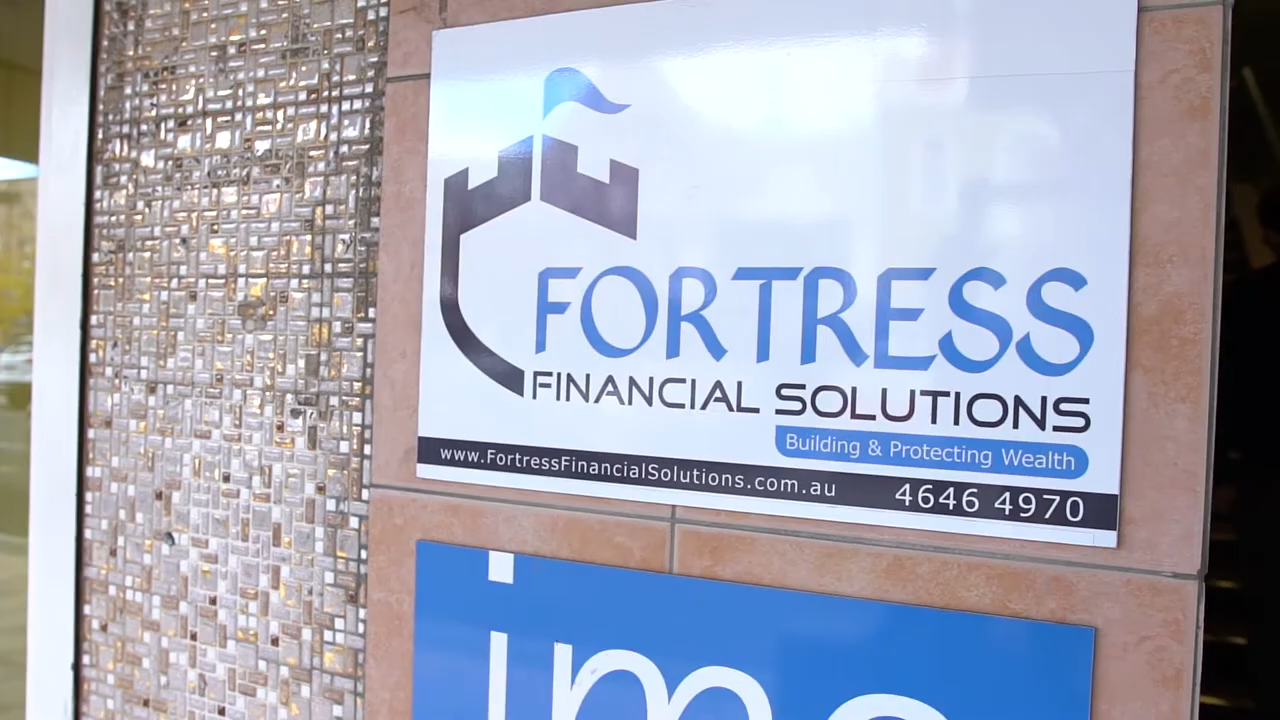 FORTRESS
FINANCIAL SOLUTIONS
Building & Protecting Wealth
www.FortressFinancialSolutions.com.au 4646 4970